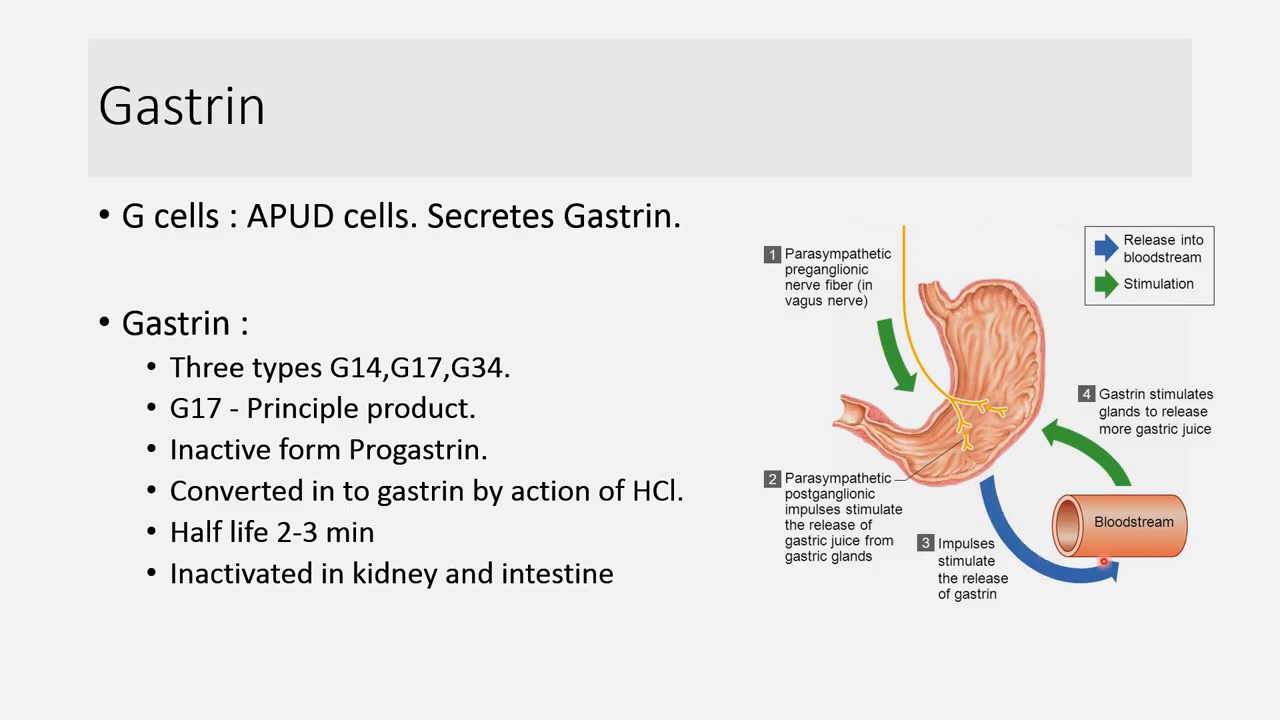 Gastrin
• G cells : APUD cells. Secretes Gastrin.
• Gastrin :
• Three types G14,G17,G34.
• G17 - Principle product.
• Inactive form Progastrin.
• Converted in to gastrin by action of HCl.
• Half life 2-3 min
• Inactivated in kidney and intestine
1 Parasympathetic
preganglionic
nerve fiber (in
vagus nerve)
Release into
bloodstream
Stimulation
4 Gastrin stimulates
glands to release
more gastric juice
2 Parasympathetic
postganglionic
impulses stimulate
the release of
gastric juice from
gastric glands
3 Impulses
stimulate
the release
of gastrin
Bloodstream